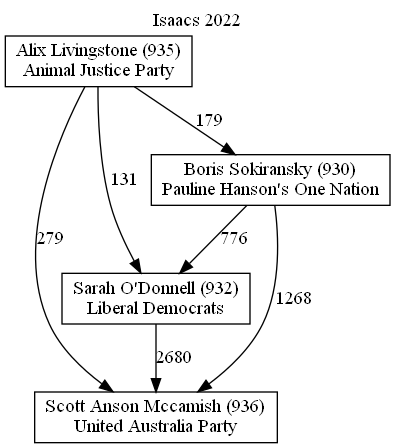 Isaacs 2022
Alix Livingstone (935)
Animal Justice Party
179
Boris Sokiransky (930)
Pauline Hanson's One Nation
131
279
776
Sarah O'Donnell (932)
Liberal Democrats
1268
2680
Scott Anson Mccamish (936)
United Australia Party